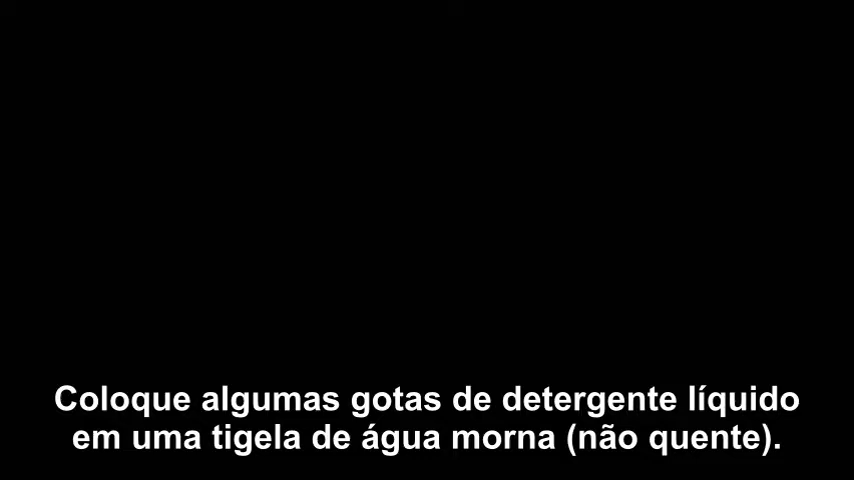 Coloque algumas gotas de detergente líquido
em uma tigela de água morna (não quente).